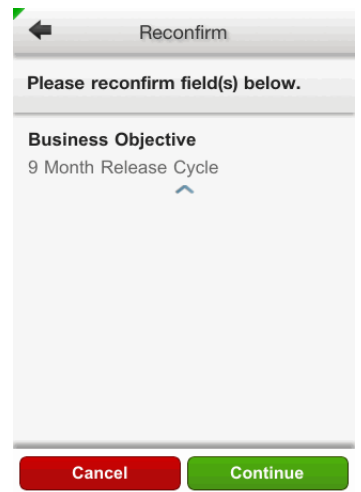 Reconfirm
Please reconfirm field(s) below.
Business Objective
9 Month Release Cycle
Cancel
Continue